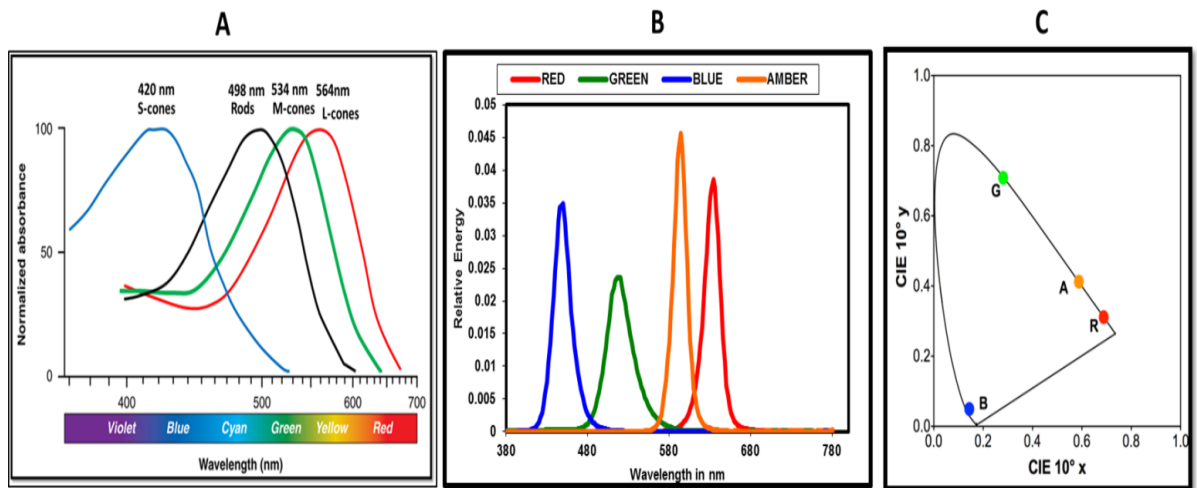 A
B
C
420 nm
S-cones
498 nm
Rods
534 nm
M-cones
564nm
L-cones
Normalized absorbance
100
50
0
400
500
600
700
Violet
Blue
Cyan
Green
Yellow
Red
Wavelength (nm)
RED
GREEN
BLUE
AMBER
Relative Energy
0.05
0.045
0.04
0.035
0.03
0.025
0.02
0.015
0.01
0.005
0
380
480
580
680
780
Wavelength in nm
CIE 10° y
1.0
0.8
0.6
0.4
0.2
0.0
G
A
R
B
0.0
0.2
0.4
0.6
0.8
1.0
CIE 10° x